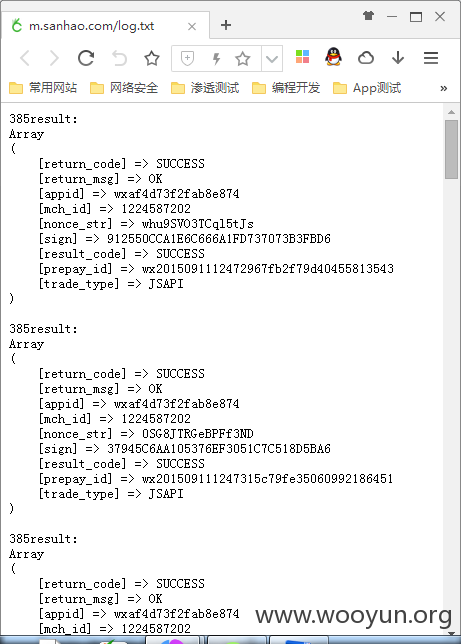 m.sanhao.com/log.txt
常用网站 网络安全 渗透测试 编程开发 App测试 »
385result:
Array
(
[return_code] => SUCCESS
[return_msg] => OK
[appid] => wxaf4d73f2fab8e874
[mch_id] => 1224587202
[nonce_str] => whu9SVO3TCql5tJs
[sign] => 912550CCA1E6C666A1FD737073B3FBD6
[result_code] => SUCCESS
[prepay_id] => wx2015091112472967fb2f79d40455813543
[trade_type] => JSAPI
)
385result:
Array
(
[return_code] => SUCCESS
[return_msg] => OK
[appid] => wxaf4d73f2fab8e874
[mch_id] => 1224587202
[nonce_str] => 0SG8JTRGeBPFf3ND
[sign] => 37945C6AA105376EF3051C7C518D5BA6
[result_code] => SUCCESS
[prepay_id] => wx201509111247315c79fe35060992186451
[trade_type] => JSAPI
)
385result:
Array
(
[return_code] => SUCCESS
[return_msg] => OK
[appid] => wxaf4d73f2fab8e874
[mch_id] => 1224587202
www.wooyun.org